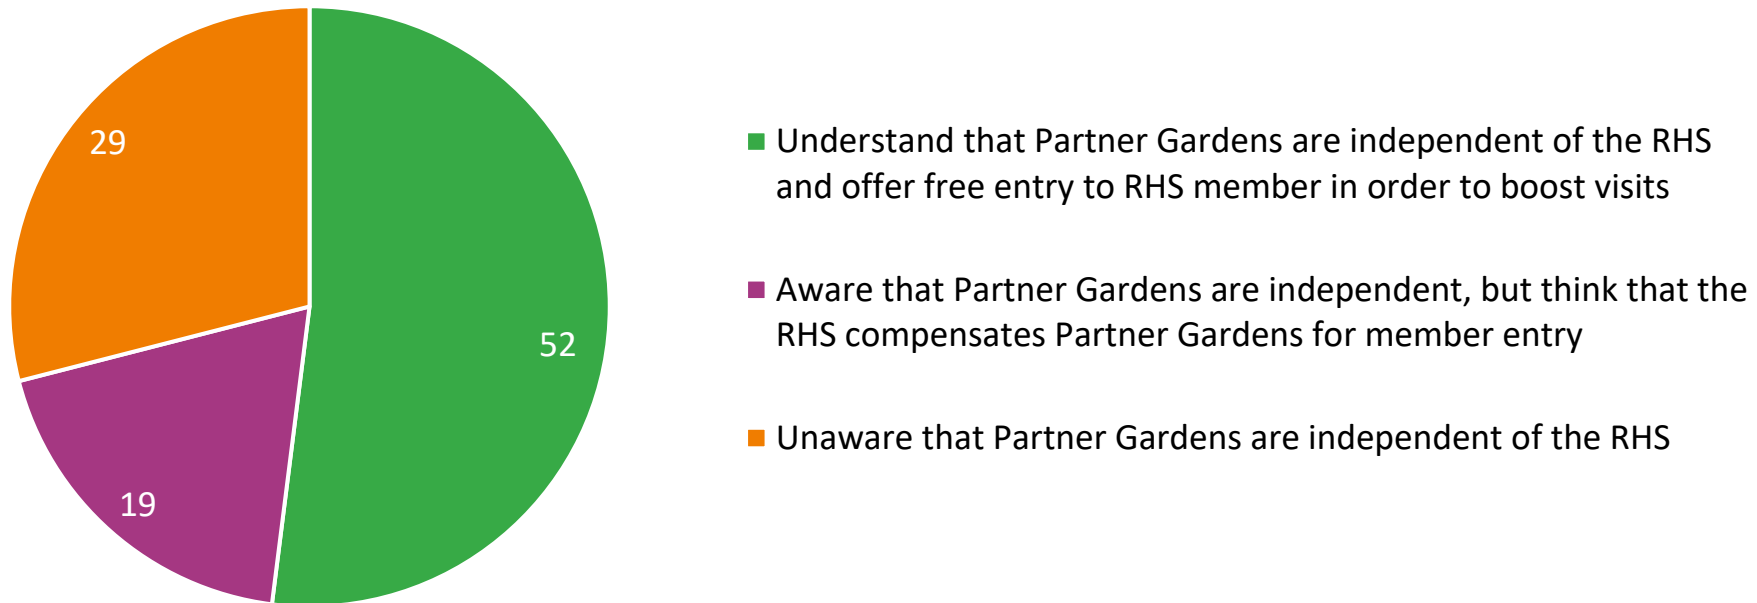 29
52
19
Understand that Partner Gardens are independent of the RHS
and offer free entry to RHS member in order to boost visits
Aware that Partner Gardens are independent, but think that the
RHS compensates Partner Gardens for member entry
Unaware that Partner Gardens are independent of the RHS